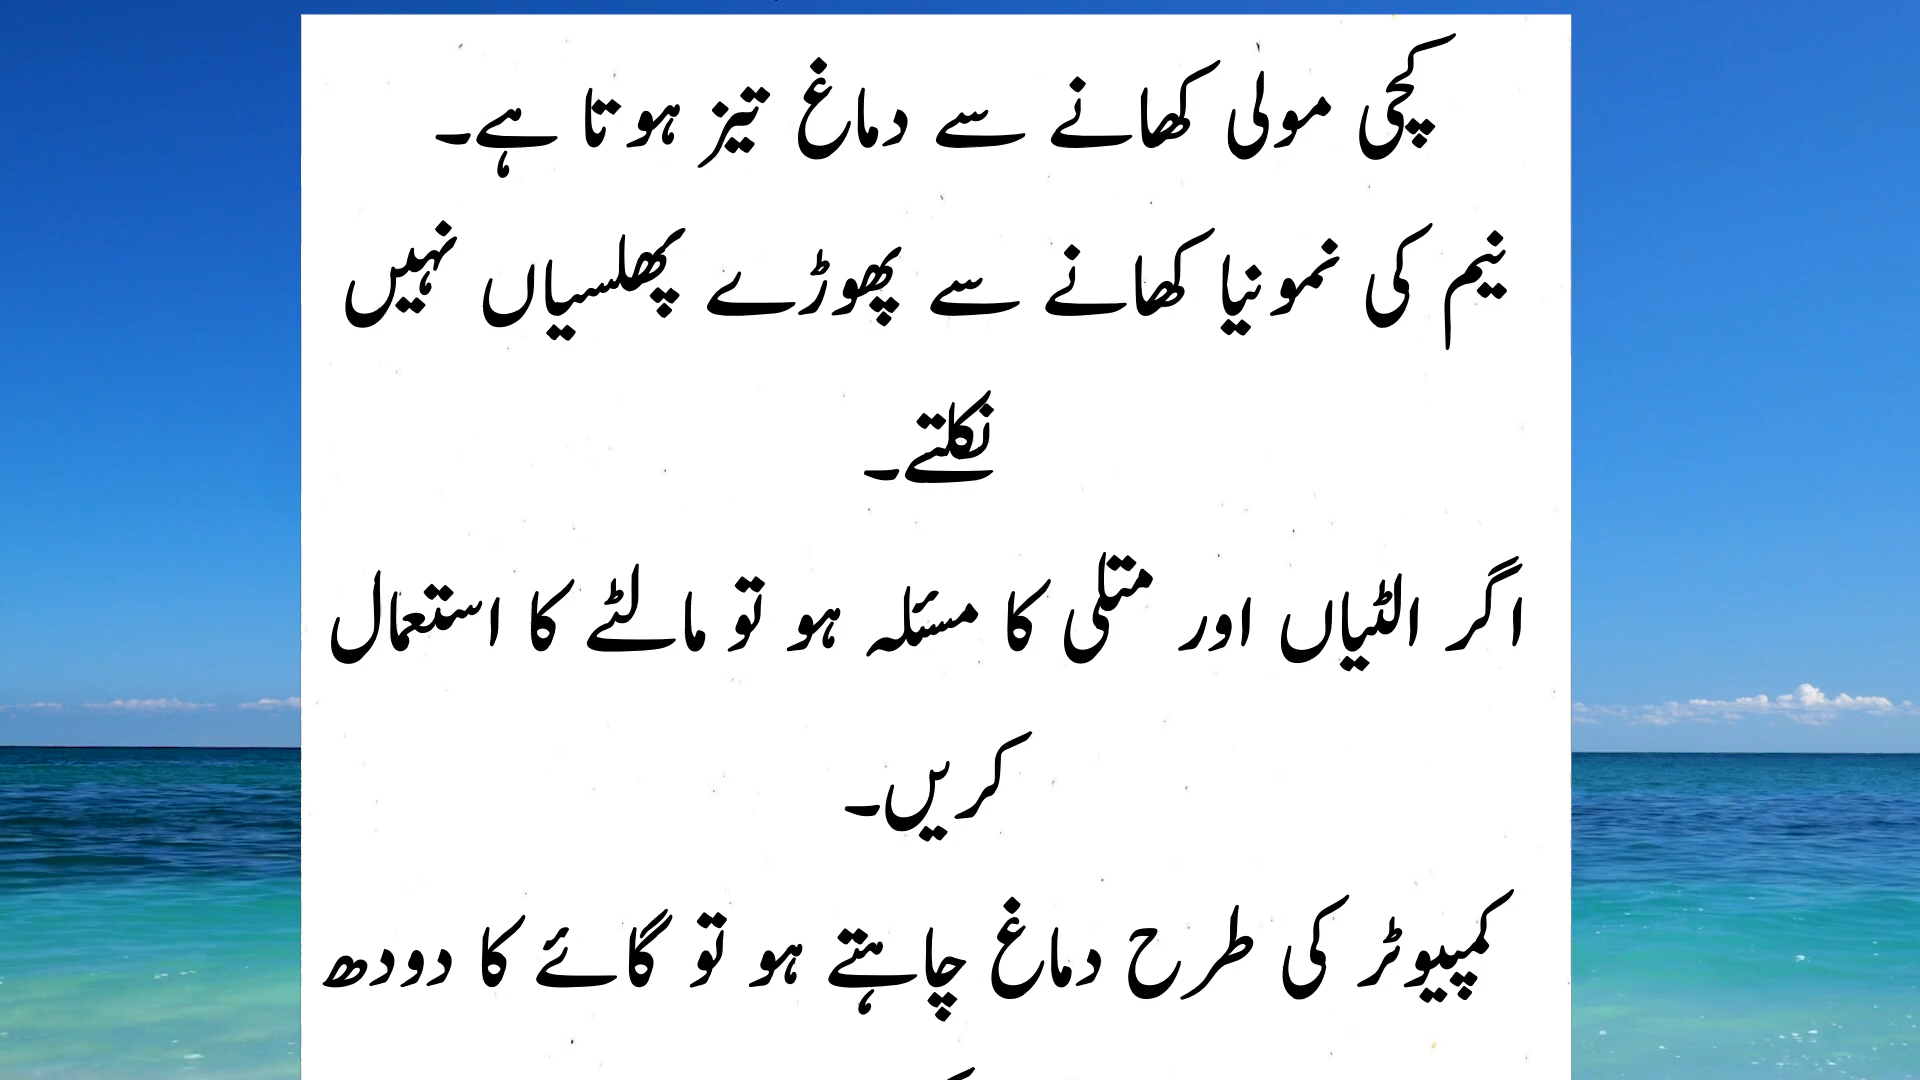 کچی مولی کھانے سے دماغ تیز ہوتا ہے۔
نیم کی نمونیا کھانے سے پھوڑے پھلسیاں نہیں
نکلتے۔
اگر الٹیاں اور متلی کا مسئلہ ہو تو مالٹے کا استعمال
کریں۔
کمپیوٹر کی طرح دماغ چاہتے ہو تو گائے کا دودھ